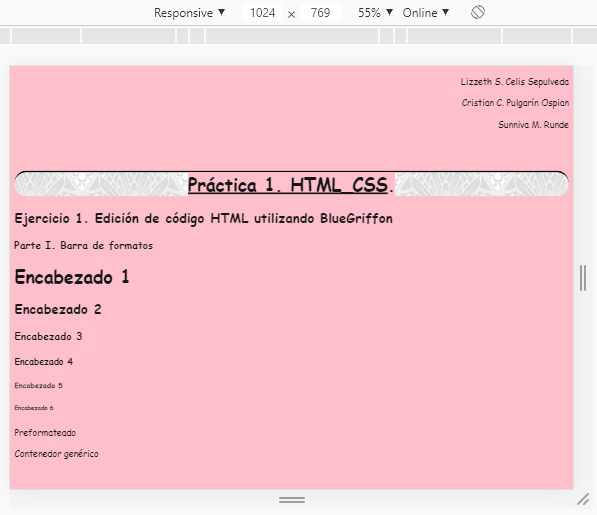 Responsive ▼ 1024 × 769 55% ▼ Online ▼
Lizzeth S. Celis Sepulveda
Cristian C. Pulgarín Ospian
Sunniva M. Runde
Práctica 1. HTML_CSS.
Ejercicio 1. Edición de código HTML utilizando BlueGriffon
Parte I. Barra de formatos
Encabezado 1
Encabezado 2
Encabezado 3
Encabezado 4
Encabezado 5
Encabezado 6
Preformateado
Contenedor genérico